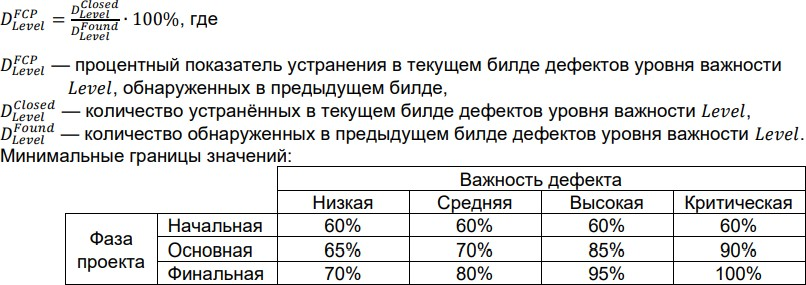 D_{Level}^{FCP} = \frac{D_{Level}^{Closed}}{D_{Level}^{Found}} · 100%, где
D_{Level}^{FCP} — процентный показатель устранения в текущем билде дефектов уровня важности
Level, обнаруженных в предыдущем билде,
D_{Level}^{Closed} — количество устранённых в текущем билде дефектов уровня важности Level,
D_{Level}^{Found} — количество обнаруженных в предыдущем билде дефектов уровня важности Level.
Минимальные границы значений:
Важность дефекта
Низкая Средняя Высокая Критическая
Фаза проекта
Начальная 60% 60% 60% 60%
Основная 65% 70% 85% 90%
Финальная 70% 80% 95% 100%